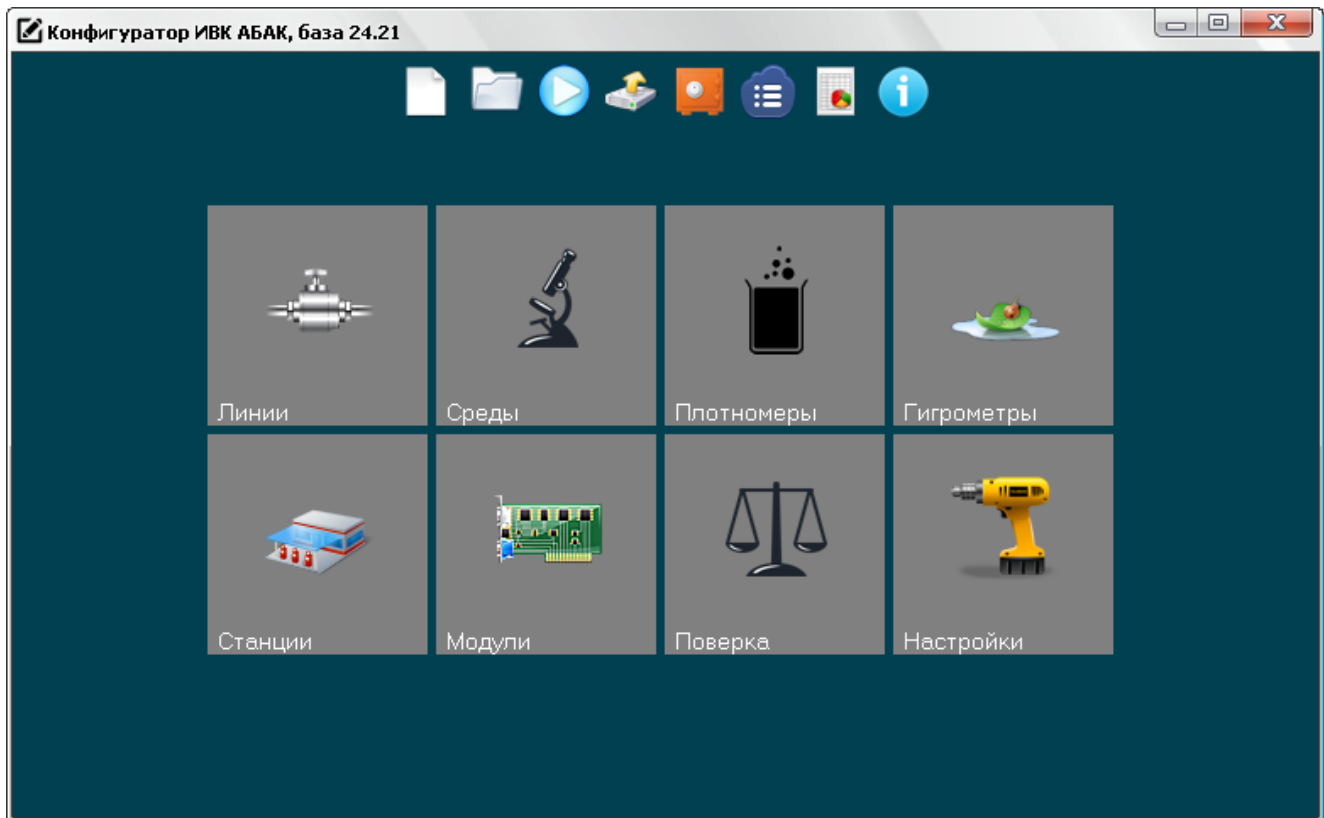 Конфигуратор ИВК АБАК, база 24.21
Линии
Среды
Плотномеры
Гигрометры
Станции
Модули
Поверка
Настройки